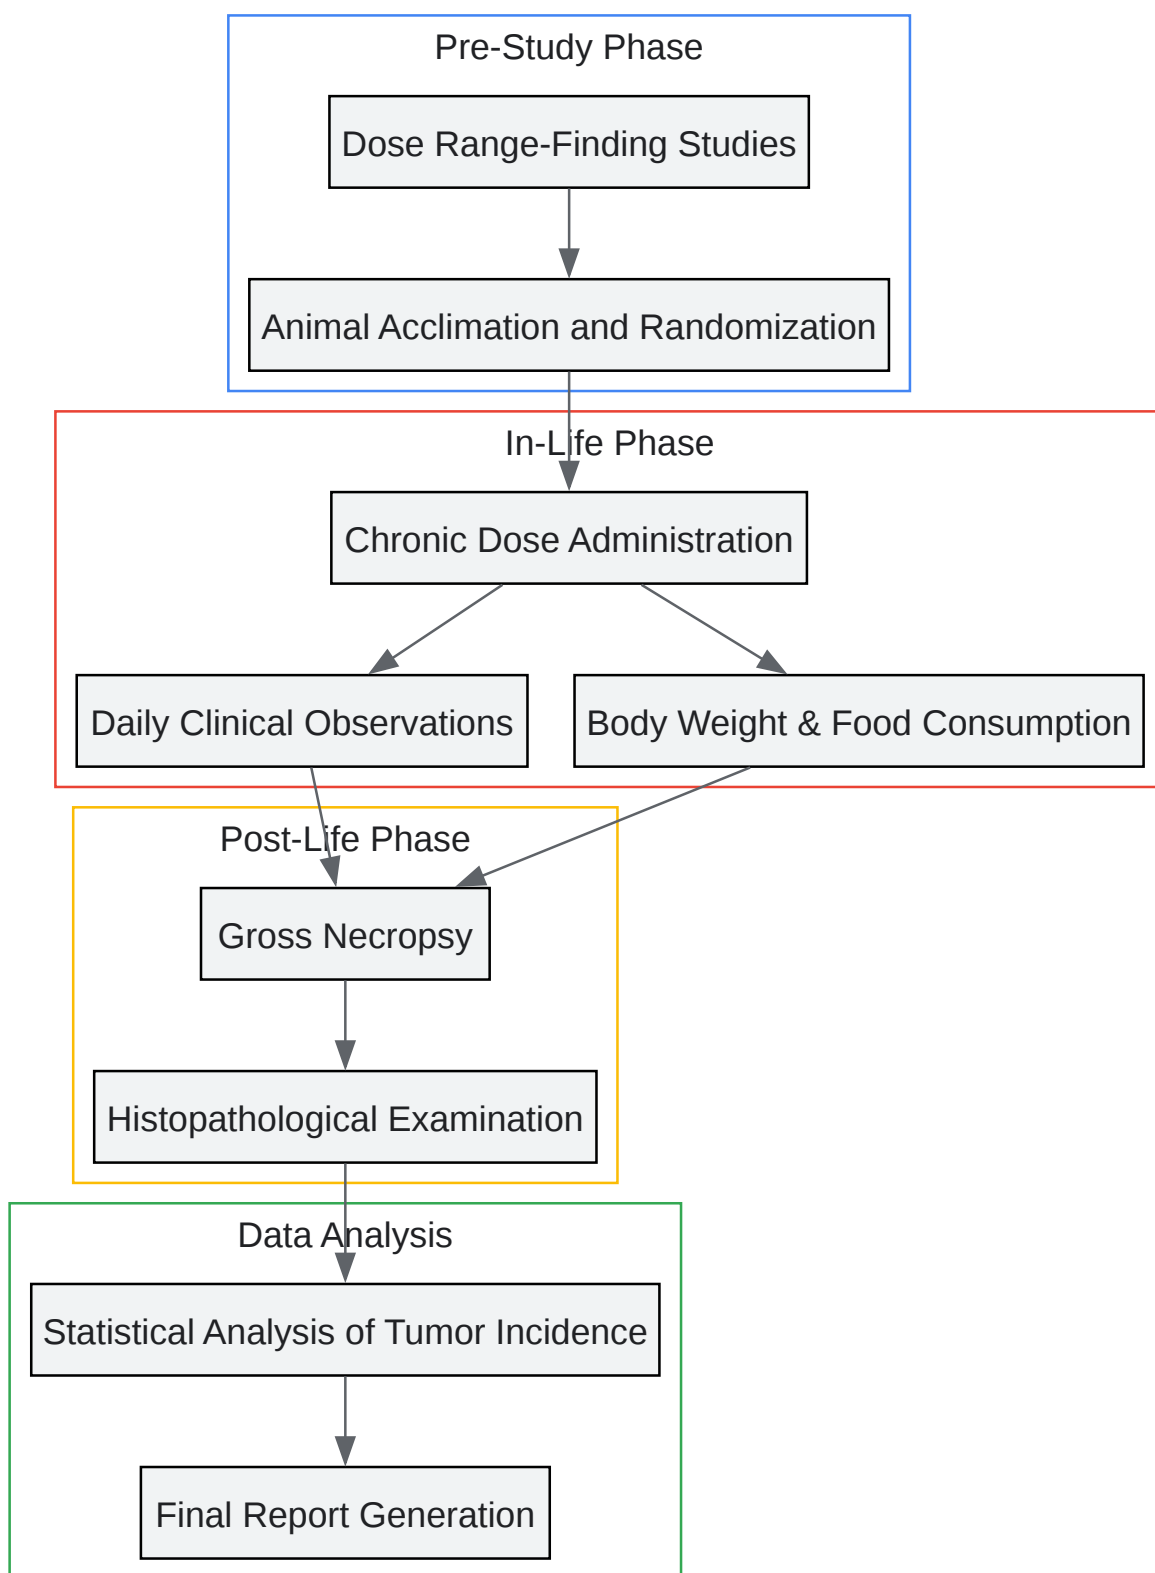 Pre-Study Phase
Dose Range-Finding Studies
Animal Acclimation and Randomization
In-Life Phase
Chronic Dose Administration
Daily Clinical Observations
Body Weight & Food Consumption
Post-Life Phase
Gross Necropsy
Histopathological Examination
Data Analysis
Statistical Analysis of Tumor Incidence
Final Report Generation